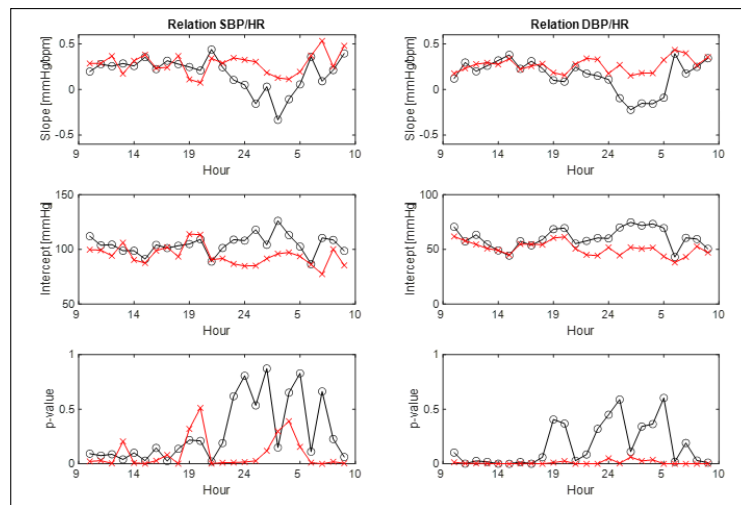 Relation SBP/HR
0.5
0
-0.5
Slope [mmHgbpm]
9 14 19 24 5 10
Hour
Relation DBP/HR
0.5
0
-0.5
Slope [mmHgbpm]
9 14 19 24 5 10
Hour
150
100
50
Intercept [mmHg]
9 14 19 24 5 10
Hour
100
50
0
Intercept [mmHg]
9 14 19 24 5 10
Hour
1
0.5
0
p-value
9 14 19 24 5 10
Hour
1
0.5
0
p-value
9 14 19 24 5 10
Hour